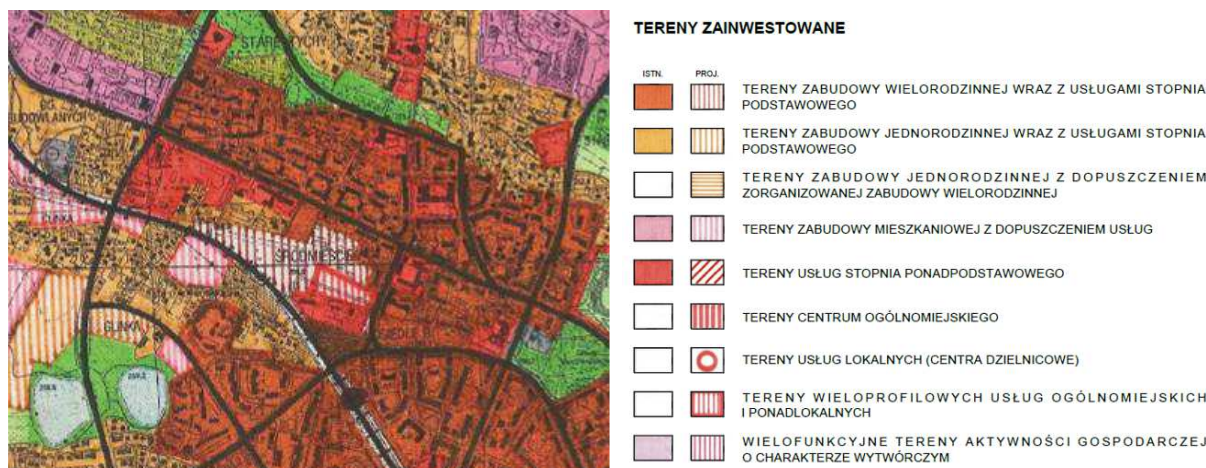 TERENY ZAINWESTOWANE
ISTN. PROJ.
TERENY ZABUDOWY WIELORODZINNEJ WRAZ Z USŁUGAMI STOPNIA
PODSTAWOWEGO
TERENY ZABUDOWY JEDNORODZINNEJ WRAZ Z USŁUGAMI STOPNIA
PODSTAWOWEGO
TERENY ZABUDOWY JEDNORODZINNEJ Z DOPUSZCZENIEM
ZORGANIZOWANEJ ZABUDOWY WIELORODZINNEJ
TERENY ZABUDOWY MIESZKANIOWEJ Z DOPUSZCZENIEM USŁUG
TERENY USŁUG STOPNIA PONADPODSTAWOWEGO
TERENY CENTRUM OGÓLNOMIEJSKIEGO
TERENY USŁUG LOKALNYCH (CENTRA DZIELNICOWE)
TERENY WIELOPROFILOWYCH USŁUG OGÓLNOMIEJSKICH
I PONADLOKALNYCH
WIELOFUNKCYJNE TERENY AKTYWNOŚCI GOSPODARCZEJ
O CHARAKTERZE WYTWÓRCZYM
ŚRÓDMIEŚCIE
GLINKA